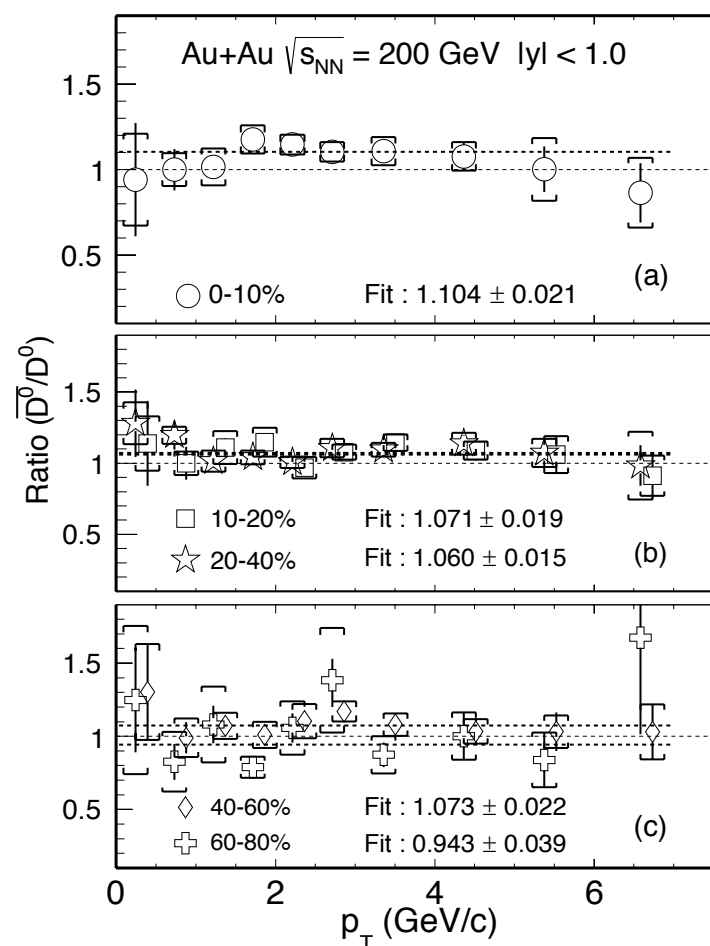 Au+Au √s_NN = 200 GeV |y| < 1.0
1.5
1
0.5
(a)
0-10% Fit : 1.104 ± 0.021
Ratio (D̅⁰/D⁰)
1.5
1
0.5
10-20% Fit : 1.071 ± 0.019
20-40% Fit : 1.060 ± 0.015
(b)
1.5
1
0.5
40-60% Fit : 1.073 ± 0.022
60-80% Fit : 0.943 ± 0.039
(c)
0 2 4 6
p_T (GeV/c)